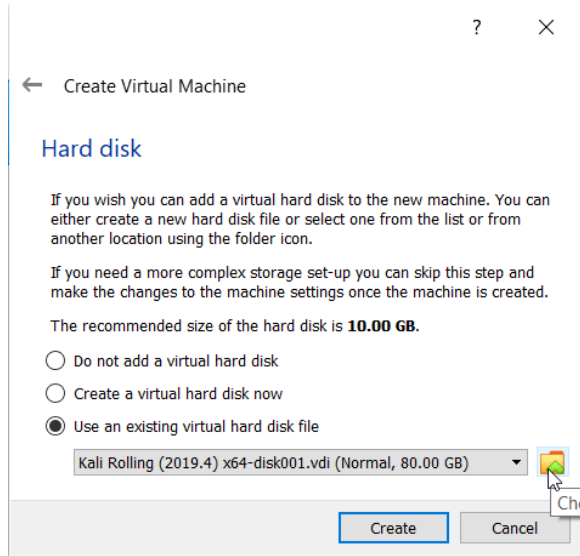 ?
Create Virtual Machine
Hard disk
If you wish you can add a virtual hard disk to the new machine. You can
either create a new hard disk file or select one from the list or from
another location using the folder icon.
If you need a more complex storage set-up you can skip this step and
make the changes to the machine settings once the machine is created.
The recommended size of the hard disk is 10.00 GB.
Do not add a virtual hard disk
Create a virtual hard disk now
Use an existing virtual hard disk file
Kali Rolling (2019.4) x64-disk001.vdi (Normal, 80.00 GB)
Create Cancel